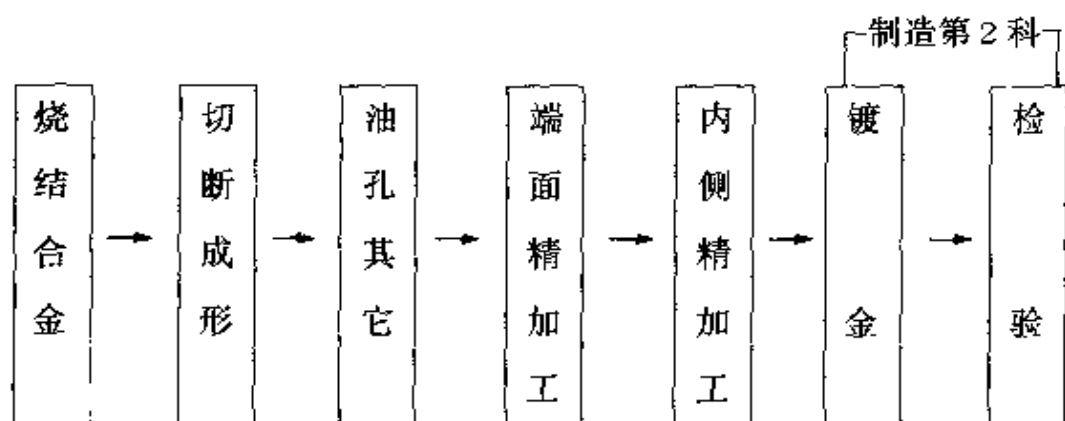 制造第2科
烧结合金
切断成形
油孔其它
端面精加工
内侧精加工
镀金
检验